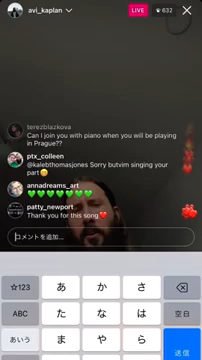 avi_kaplan
LIVE
632
terezblazkova
Can I join you with piano when you will be playing
in Prague??
ptx_colleen
@kalebthomasjones Sorry butvim singing your
part
annadreams_art
patty_newport
Thank you for this song
コメントを追加...
☆123
あ
か
さ
ABC
た
な
は
空白
あいう
ま
や
ら
送信